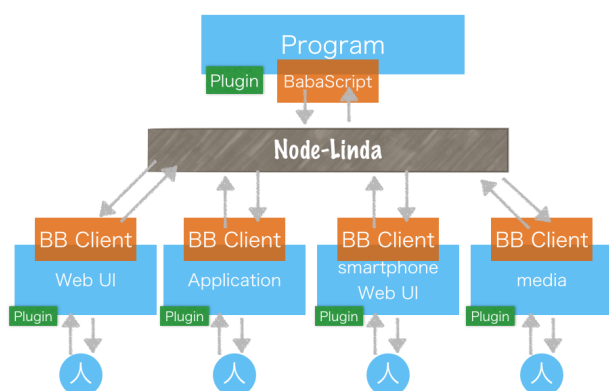 Program
Plugin
BabaScript
Node-Linda
BB Client
BB Client
BB Client
BB Client
Web UI
Application
smartphone
Web UI
media
Plugin
Plugin
Plugin
Plugin
人
人
人
人